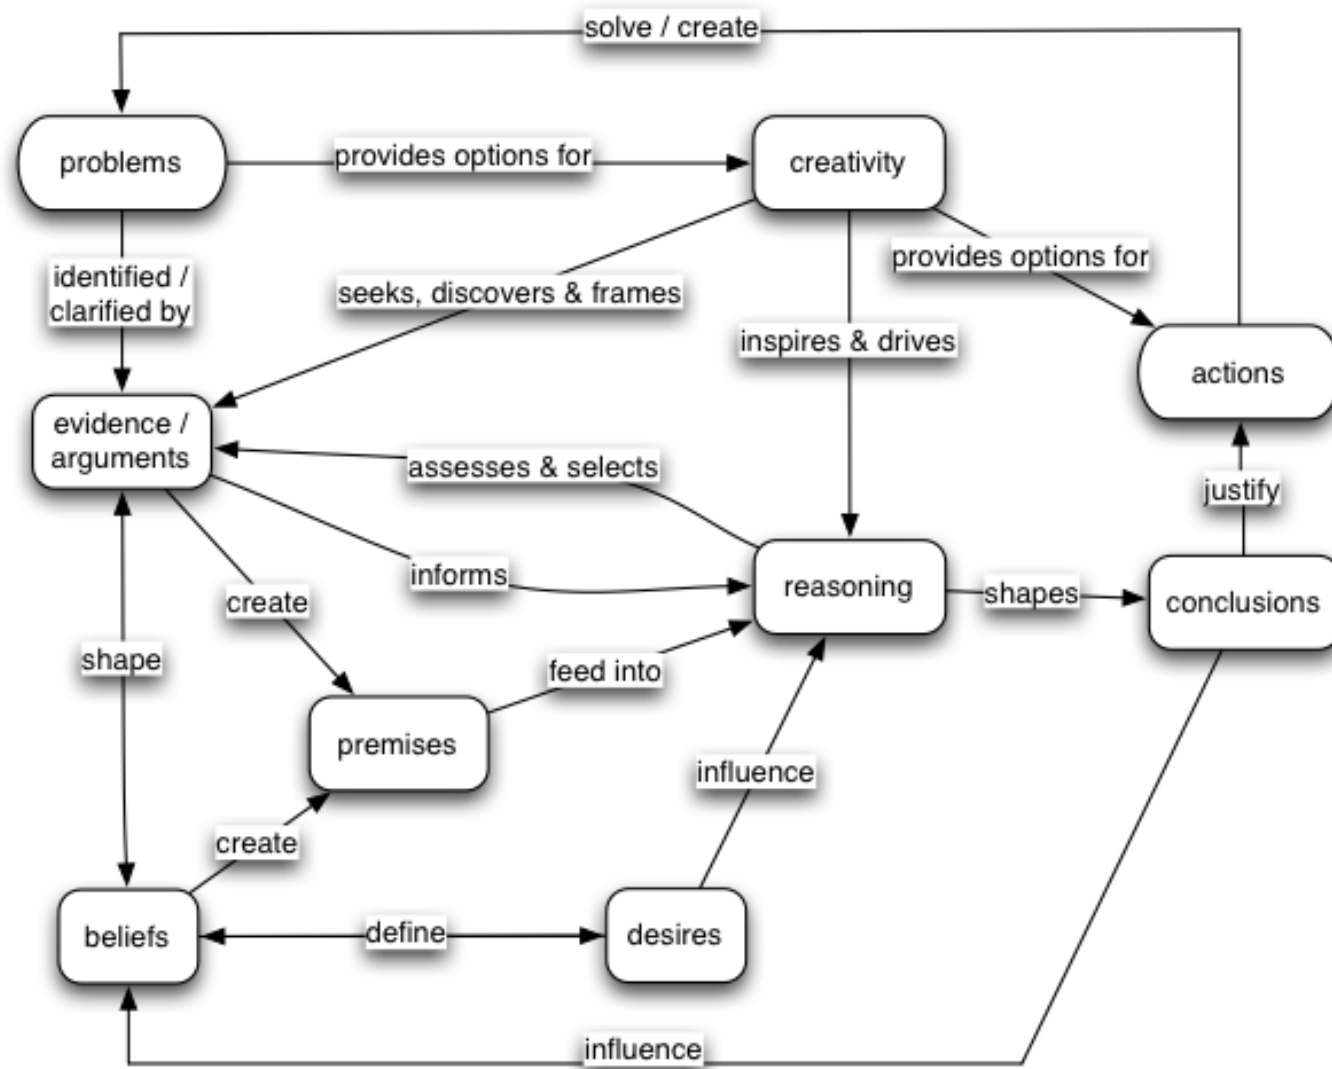 solve / create
problems
provides options for
creativity
identified /
clarified by
seeks, discovers & frames
provides options for
inspires & drives
actions
evidence /
arguments
assesses & selects
justify
informs
reasoning
shapes
conclusions
create
shape
feed into
premises
influence
create
beliefs
define
desires
influence